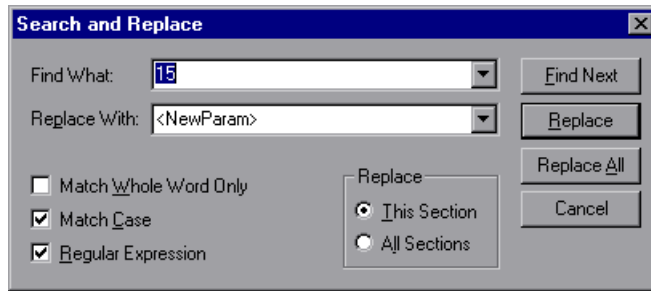 Search and Replace
Find What: 15
Find Next
Replace With: <NewParam>
Replace
Replace All
Match Whole Word Only
Match Case
Regular Expression
Replace
This Section
All Sections
Cancel